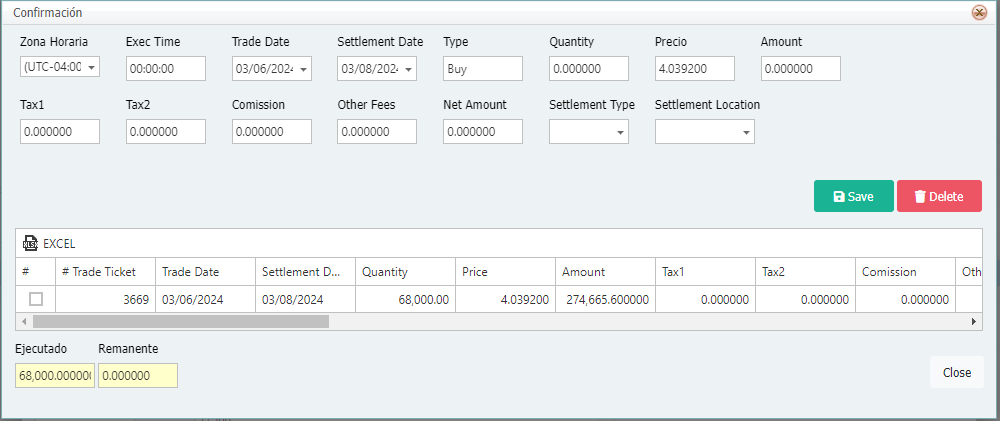 Confirmación
Zona Horaria Exec Time Trade Date Settlement Date Type Quantity Precio Amount
(UTC-04:00 00:00:00 03/06/2024 03/08/2024 Buy 0.000000 4.039200 0.000000
Tax1 Tax2 Comission Other Fees Net Amount Settlement Type Settlement Location
0.000000 0.000000 0.000000 0.000000 0.000000
Save Delete
EXCEL
# # Trade Ticket Trade Date Settlement D... Quantity Price Amount Tax1 Tax2 Comission Oth
3669 03/06/2024 03/08/2024 68,000.00 4.039200 274,665.600000 0.000000 0.000000 0.000000
Ejecutado Remanente
68,000.000000 0.000000
Close